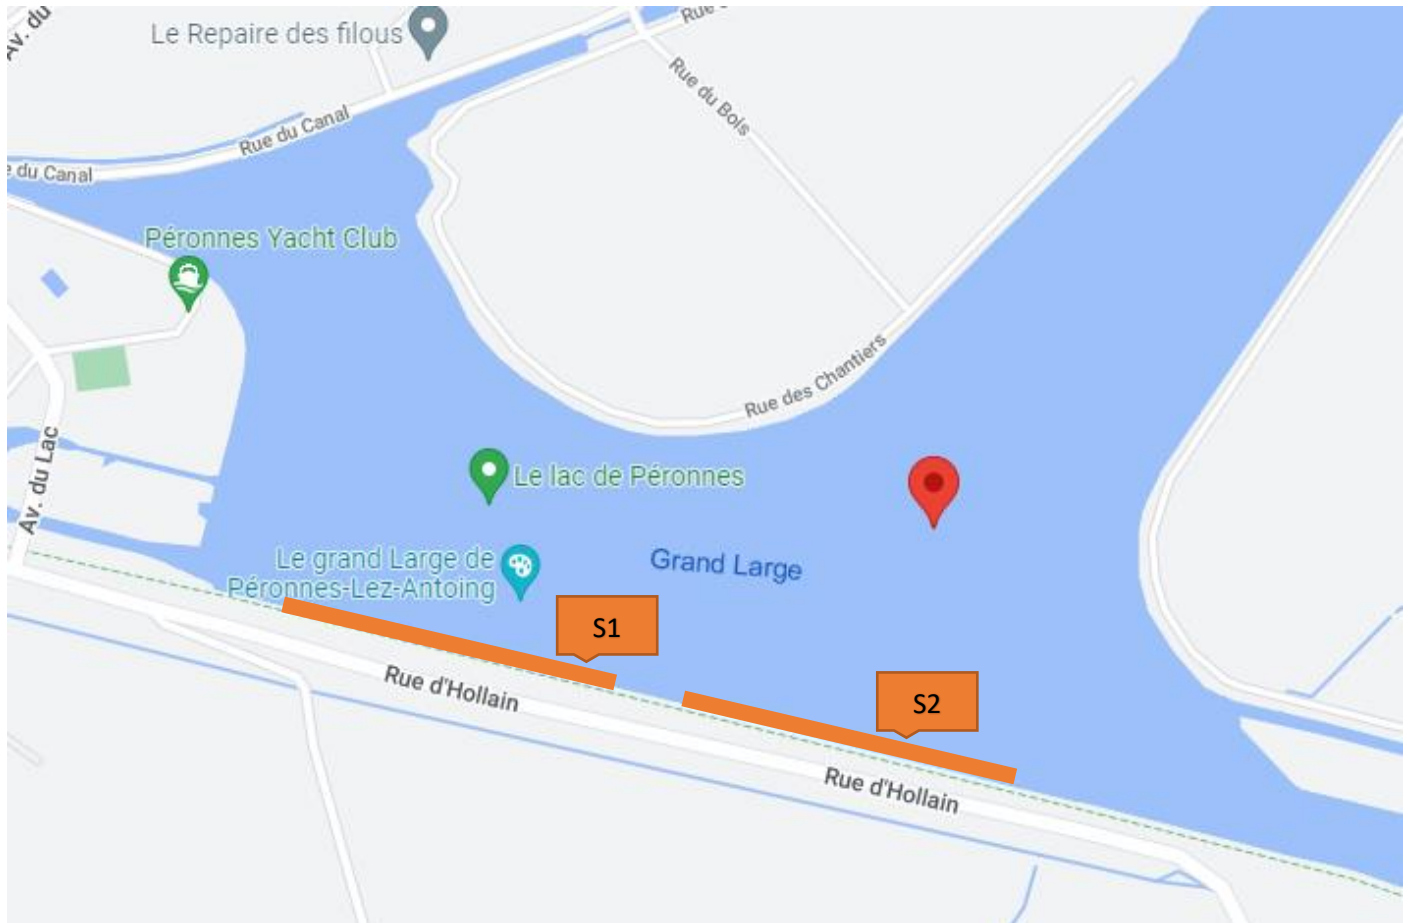 Av. du
Le Repaire des filous
Rue du Canal
Rue du Bois
du Canal
Péronnes Yacht Club
Rue des Chantiers
Av. du Lac
Le lac de Péronnes
Le grand Large de
Péronnes-Lez-Antoing
Grand Large
S1
Rue d'Hollain
S2
Rue d'Hollain